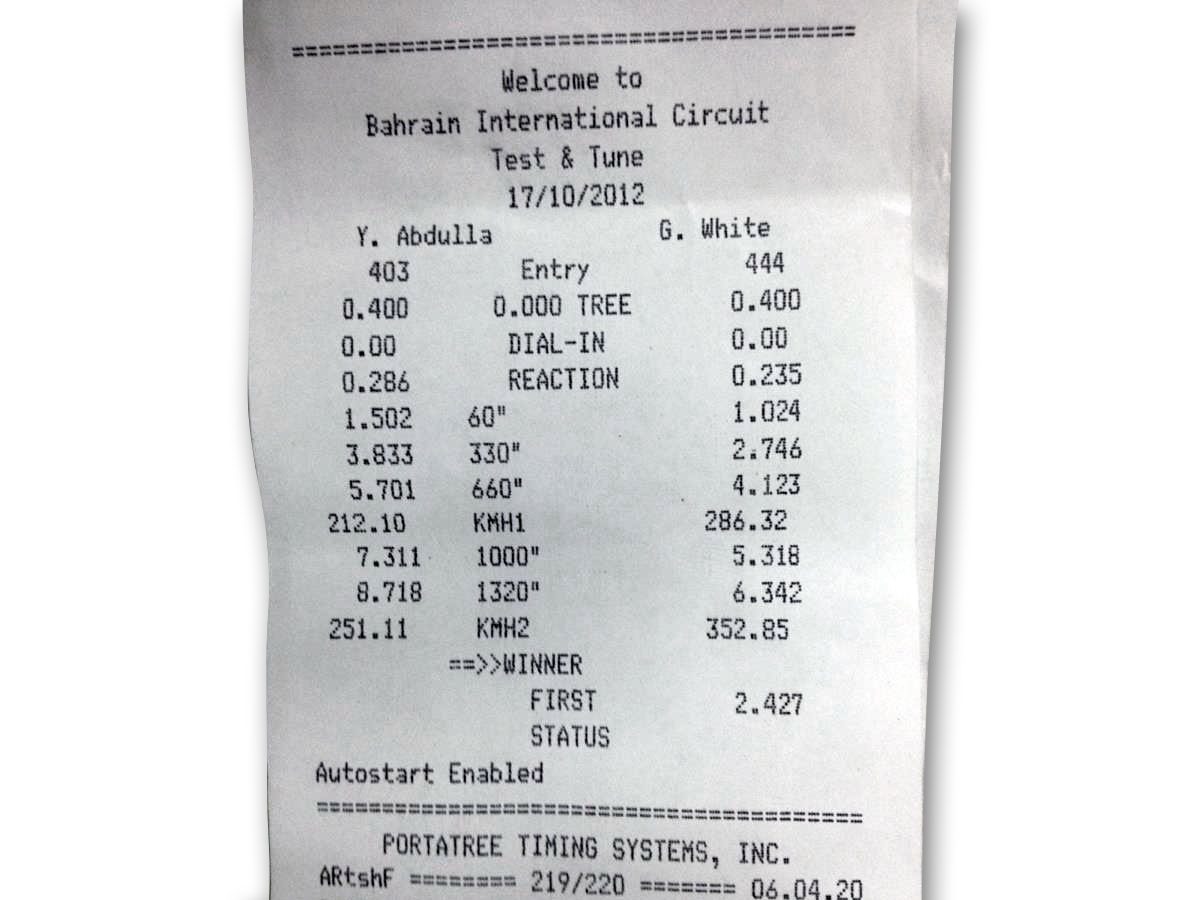 =========================================
Welcome to
Bahrain International Circuit
Test & Tune
17/10/2012
Y. Abdulla G. White
403 Entry 444
0.400 0.000 TREE 0.400
0.00 DIAL-IN 0.00
0.286 REACTION 0.235
1.502 60" 1.024
3.833 330" 2.746
5.701 660" 4.123
212.10 KMH1 286.32
7.311 1000" 5.318
8.718 1320" 6.342
251.11 KMH2 352.85
==>>WINNER
FIRST 2.427
STATUS
Autostart Enabled
=========================================
PORTATREE TIMING SYSTEMS, INC.
ARtshF ======== 219/220 ======= 06.04.20